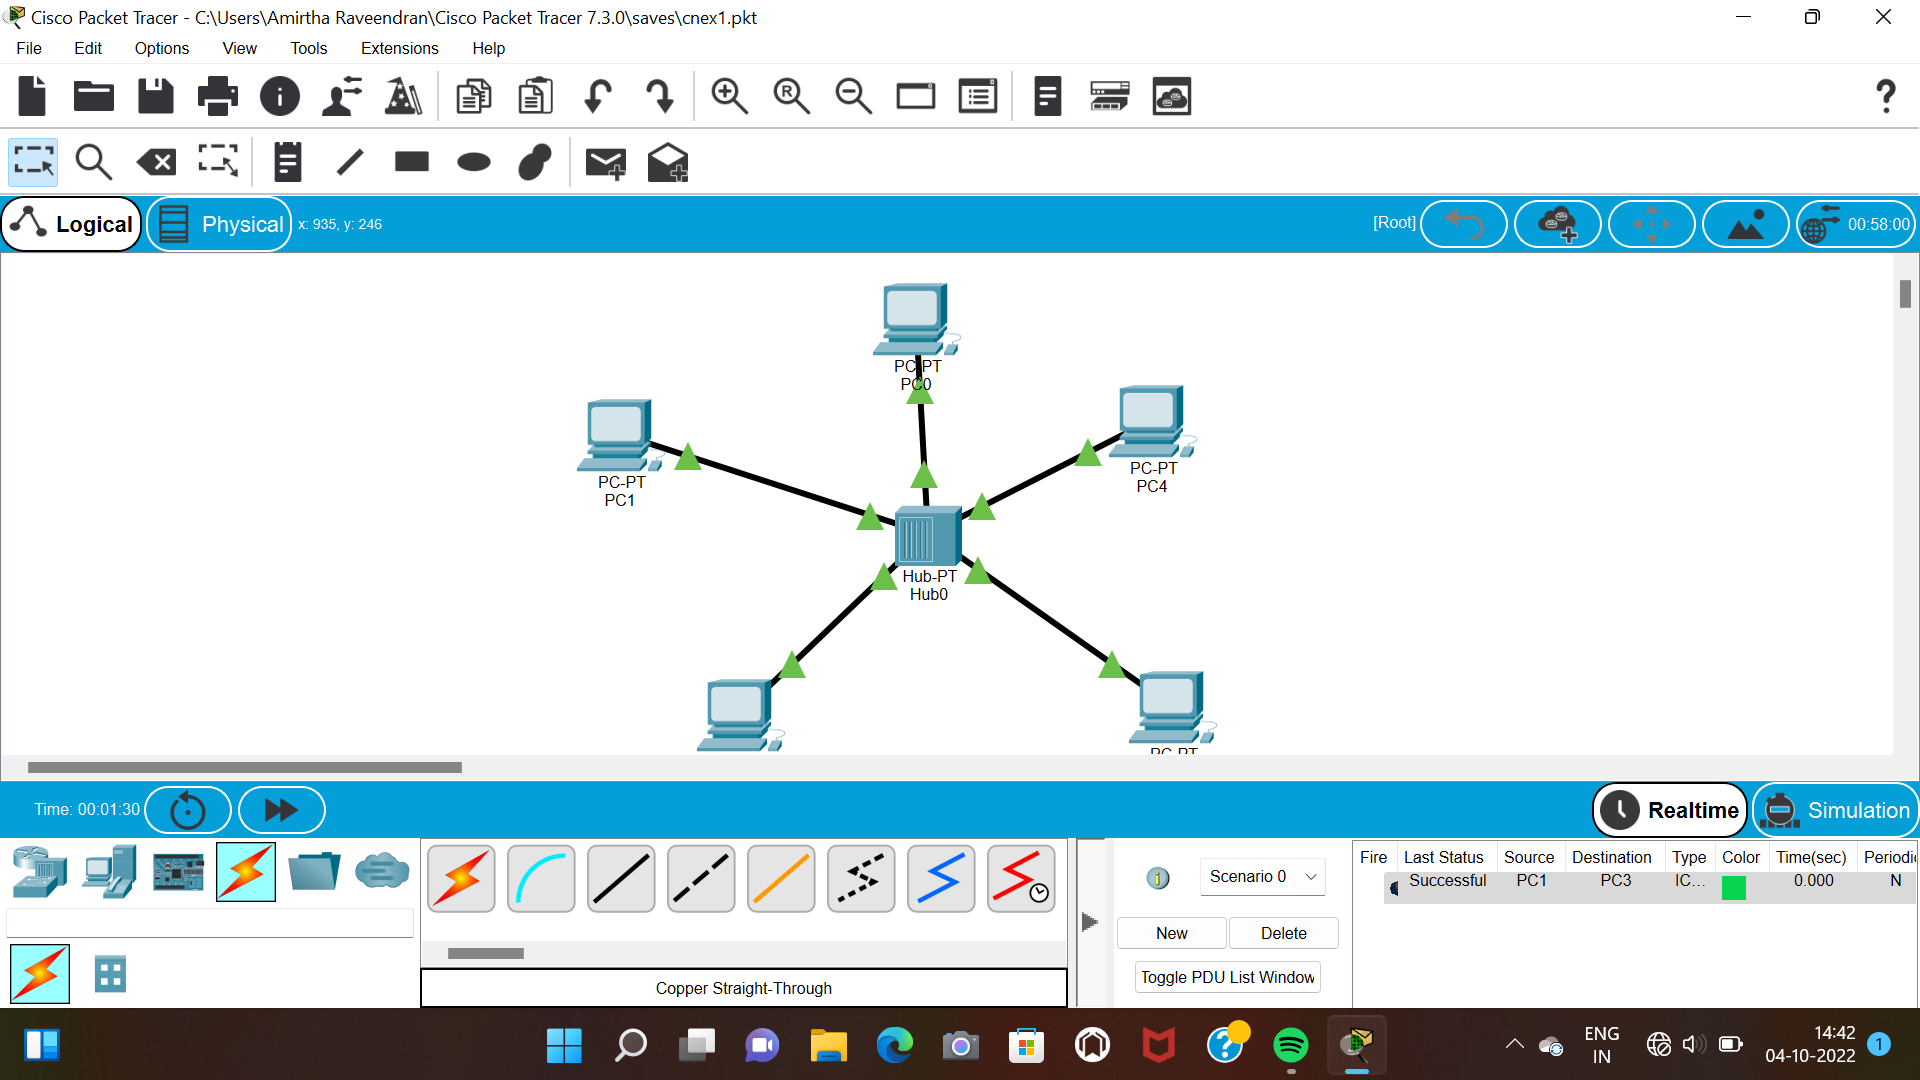 Cisco Packet Tracer - C:\Users\Amirtha Raveendran\Cisco Packet Tracer 7.3.0\saves\cnex1.pkt
File Edit Options View Tools Extensions Help
Logical Physical x: 935, y: 246 [Root] 00:58:00
PC-PT
PC0
PC-PT
PC4
PC-PT
PC1
Hub-PT
Hub0
PC-PT
Time: 00:01:30 Realtime Simulation
Fire Last Status Source Destination Type Color Time(sec) Periodic
Successful PC1 PC3 IC... 0.000 N
Scenario 0
New Delete
Toggle PDU List Window
Copper Straight-Through
ENG
IN
14:42
04-10-2022
1